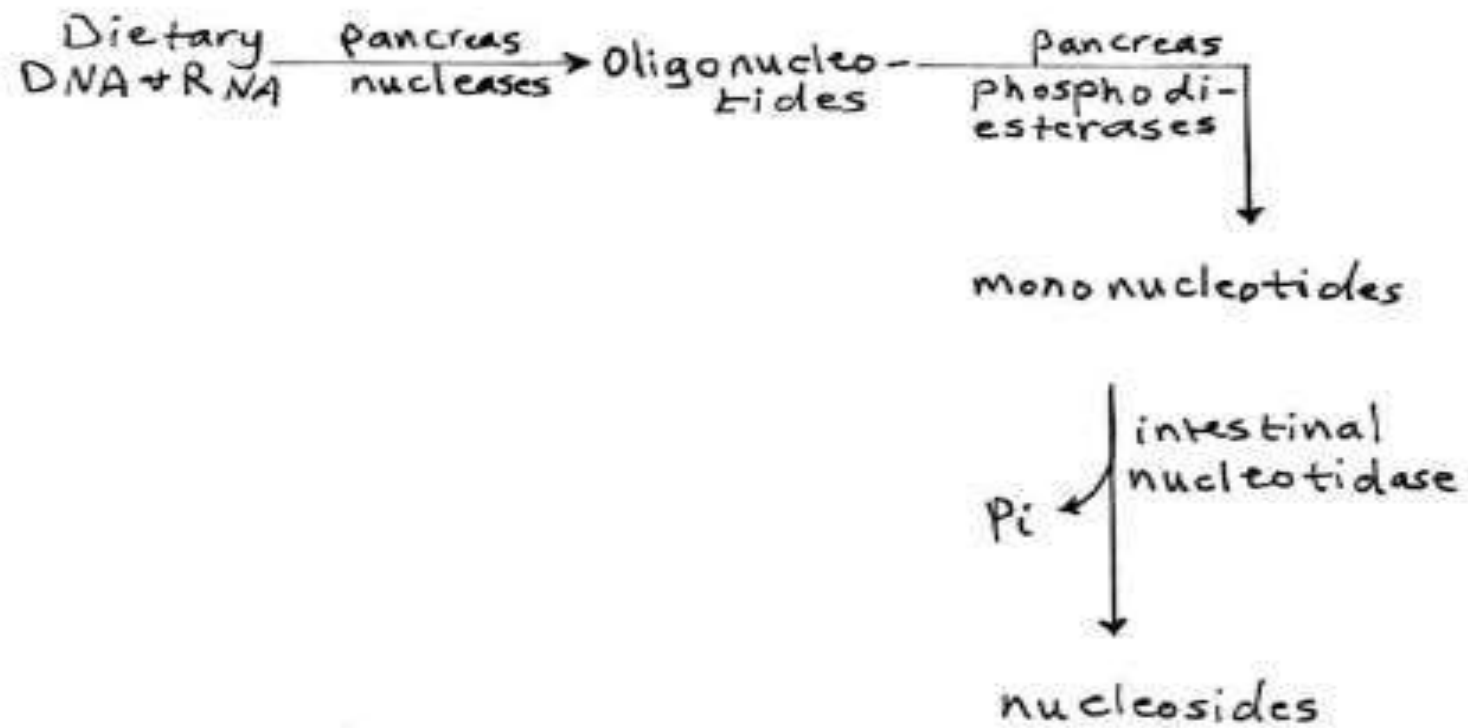 Dietary
DNA + RNA
pancreas
nucleases
Oligonucleo-
tides
pancreas
phosphodi-
esterases
mononucleotides
intestinal
nucleotidase
Pi
nucleosides